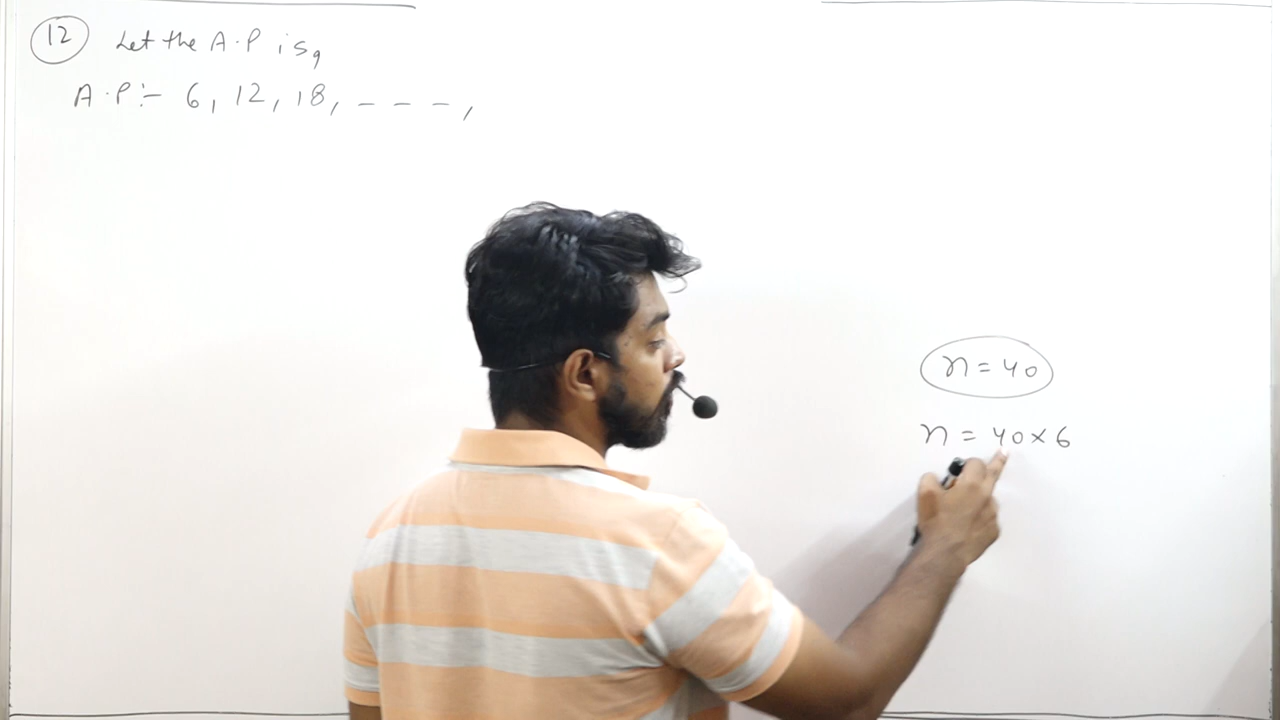 12 Let the A.P is,
A.P:- 6, 12, 18, - - - ,
n = 40
n = 40 × 6